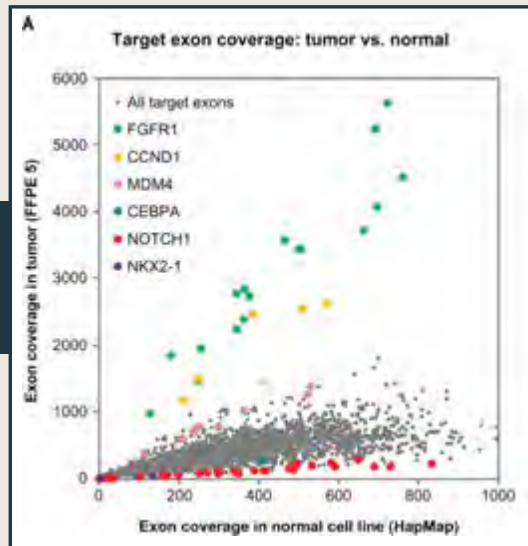 A
Target exon coverage: tumor vs. normal
6000
5000
4000
3000
2000
1000
0
All target exons
FGFR1
CCND1
MDM4
CEBPA
NOTCH1
NKX2-1
Exon coverage in tumor (FFPE 5)
0 200 400 600 800 1000
Exon coverage in normal cell line (HapMap)